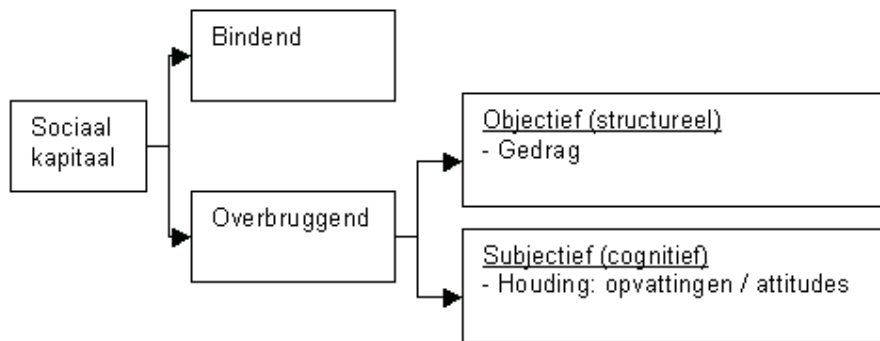 Bindend
Sociaal
kapitaal
Overbruggend
Objectief (structureel)
- Gedrag
Subjectief (cognitief)
- Houding: opvattingen / attitudes